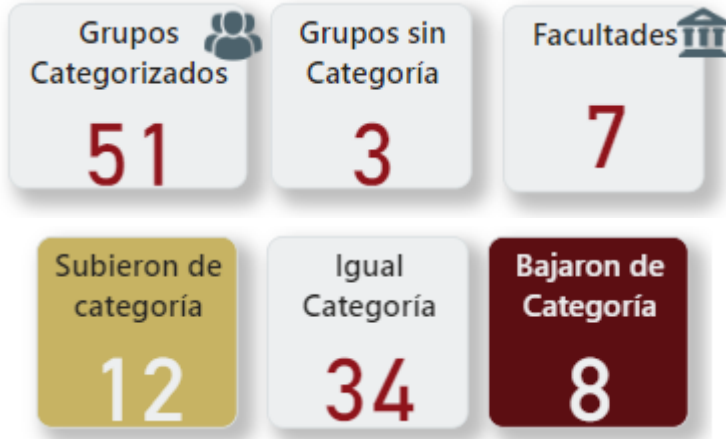 Grupos
Categorizados
51
Grupos sin
Categoría
3
Facultades
7
Subieron de
categoría
12
Igual
Categoría
34
Bajaron de
Categoría
8